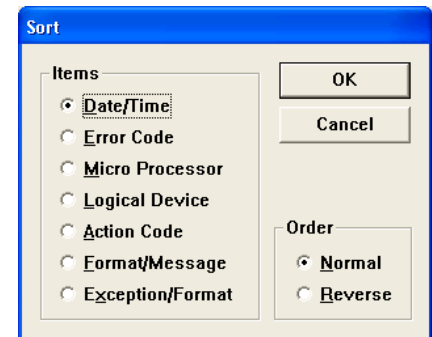 Sort
Items
Date/Time
Error Code
Micro Processor
Logical Device
Action Code
Format/Message
Exception/Format
OK
Cancel
Order
Normal
Reverse